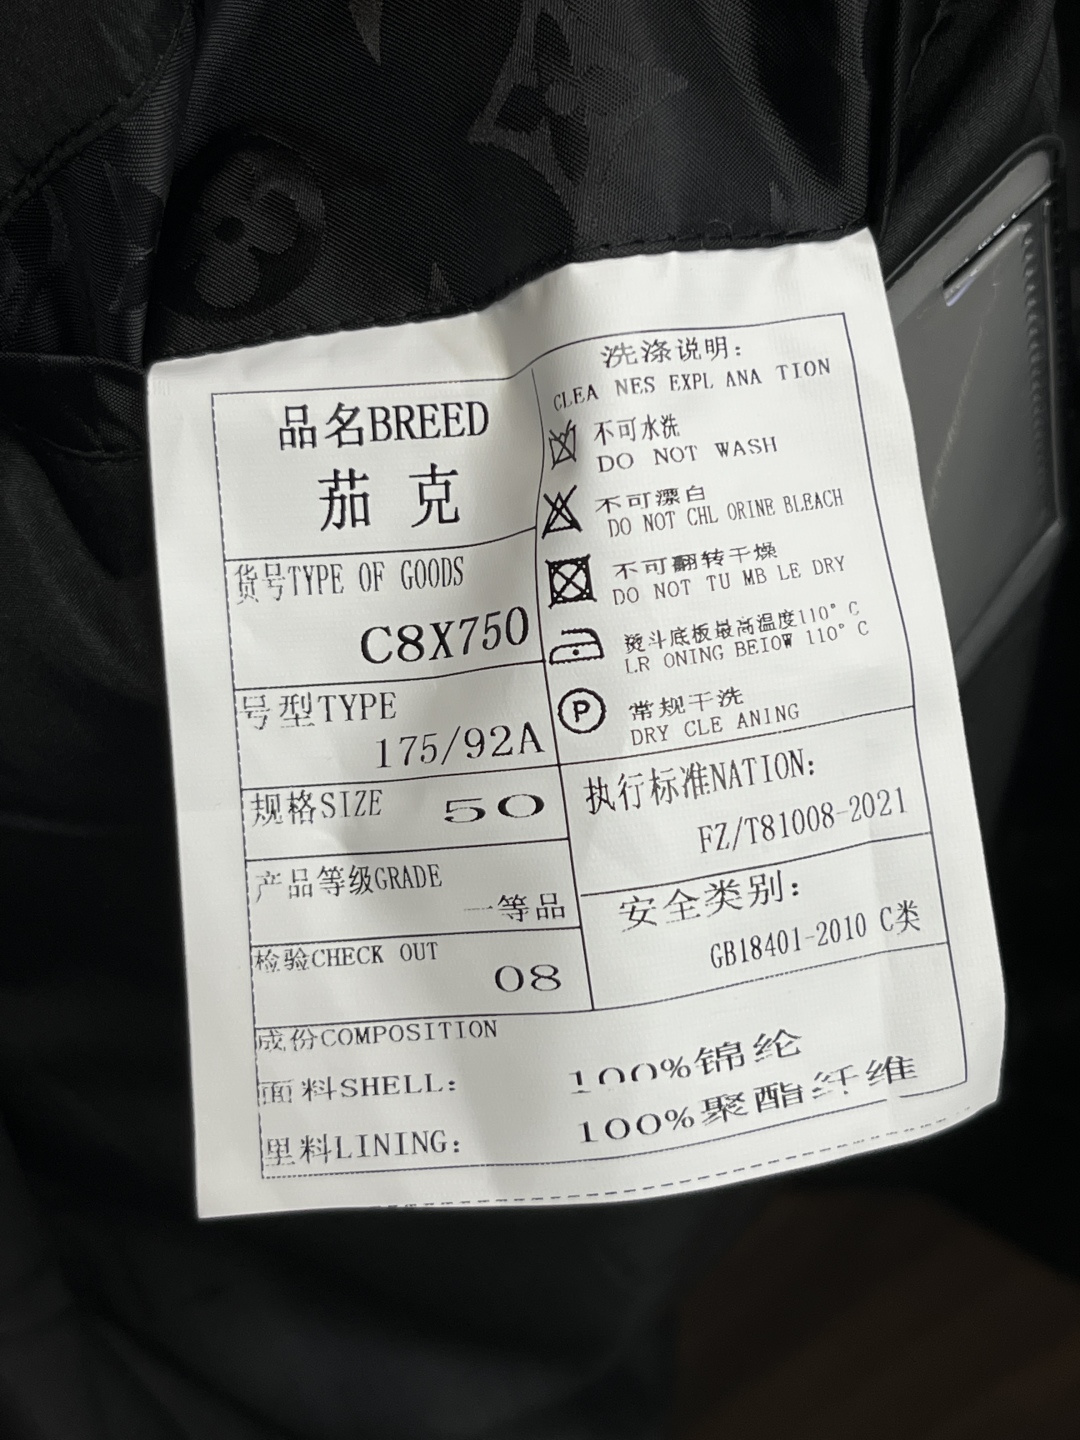 品名BREED
茄克
货号TYPE OF GOODS
C8X750
号型TYPE
175/92A
规格SIZE 50
产品等级GRADE
一等品
检验CHECK OUT
08
洗涤说明:
CLEA NES EXPL ANA TION
不可水洗
DO NOT WASH
不可漂白
DO NOT CHL ORINE BLEACH
不可翻转干燥
DO NOT TU MB LE DRY
熨斗底板最高温度110°C
LR ONING BEIOW 110°C
P
常规干洗
DRY CLE ANING
执行标准NATION:
FZ/T81008-2021
安全类别:
GB18401-2010 C类
成份COMPOSITION
面料SHELL: 100%锦纶
里料LINING: 100%聚酯纤维